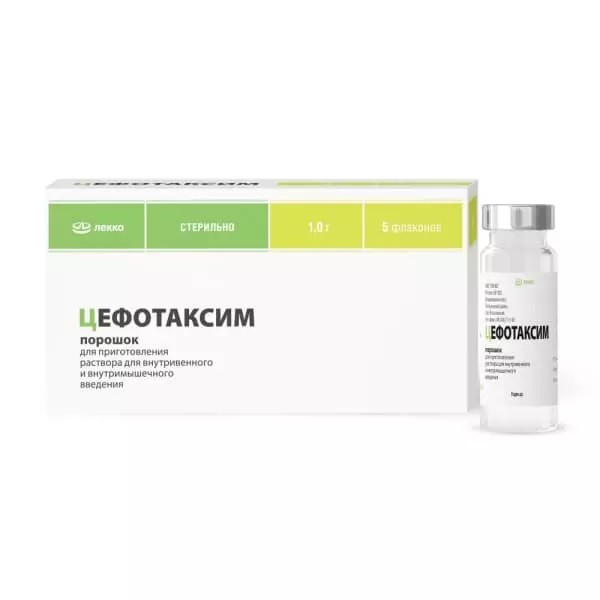 ЦЕФОТАКСИМ
лекко
СТЕРИЛЬНО
1,0 г
5 флаконов
ЦЕФОТАКСИМ
порошок
для приготовления
раствора для внутривенного
и внутримышечного
введения
лекко
ЦЕФОТАКСИМ
порошок
для приготовления
раствора для внутривенного
и внутримышечного
введения